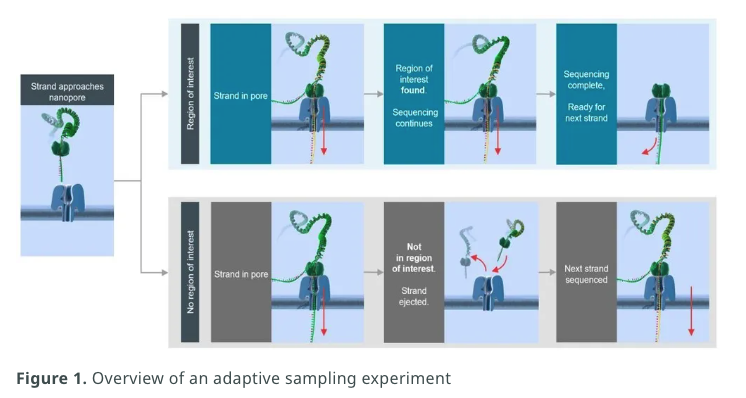 Strand approaches
nanopore
Region of interest
Strand in pore
Region of
interest
found.
Sequencing
continues
Sequencing
complete,
Ready for
next strand
No region of interest
Strand in pore
Not
in region
of interest.
Strand
ejected.
Next strand
sequenced
Figure 1. Overview of an adaptive sampling experiment